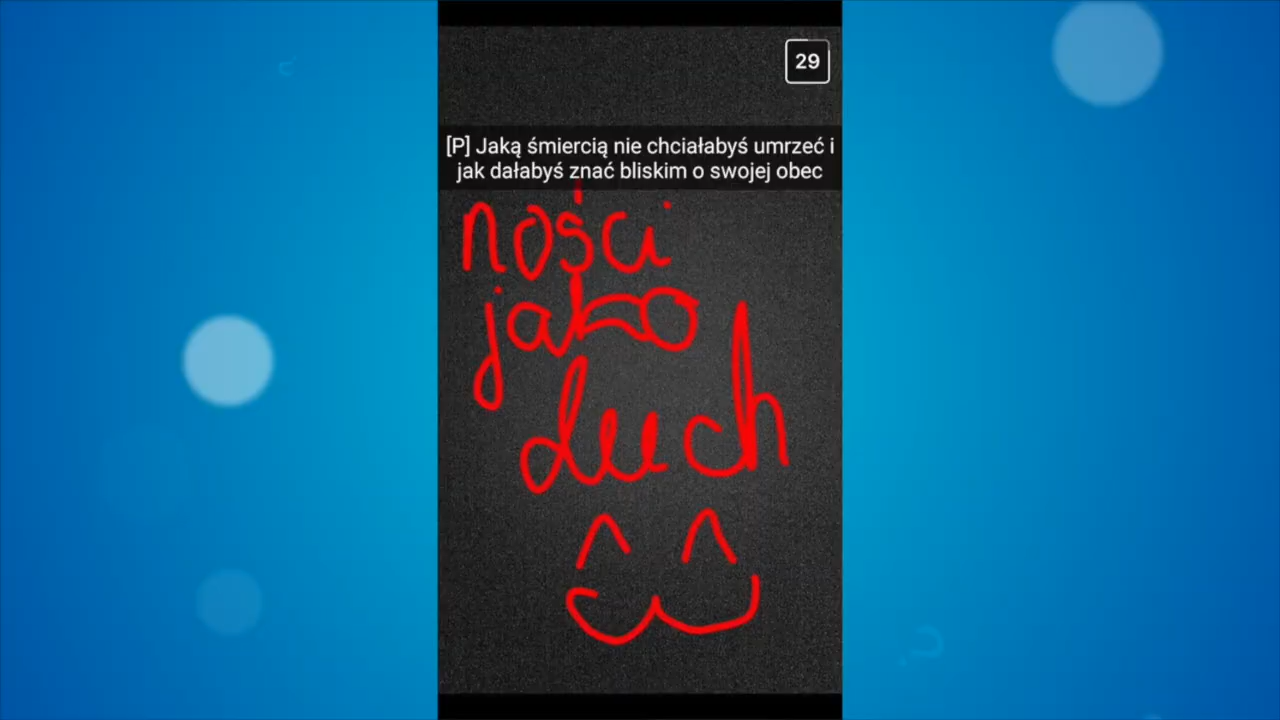 29
[P] Jaką śmiercią nie chciałabyś umrzeć i
jak dałabyś znać bliskim o swojej obec
ności
jako
duch